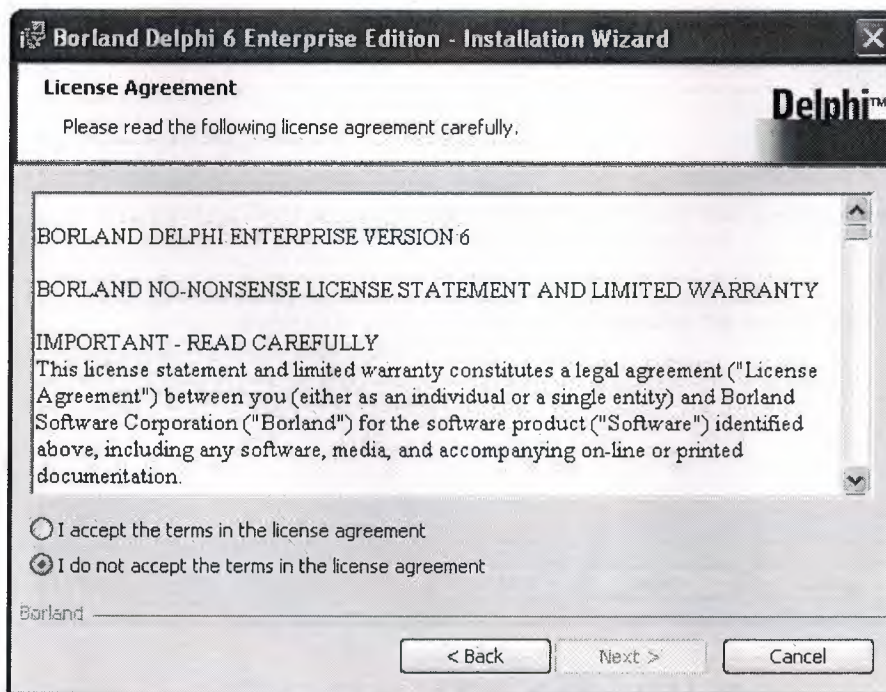 Borland Delphi 6 Enterprise Edition - Installation Wizard
License Agreement
Please read the following license agreement carefully.
Delphi™
BORLAND DELPHI ENTERPRISE VERSION 6
BORLAND NO-NONSENSE LICENSE STATEMENT AND LIMITED WARRANTY
IMPORTANT - READ CAREFULLY
This license statement and limited warranty constitutes a legal agreement ("License
Agreement") between you (either as an individual or a single entity) and Borland
Software Corporation ("Borland") for the software product ("Software") identified
above, including any software, media, and accompanying on-line or printed
documentation.
I accept the terms in the license agreement
I do not accept the terms in the license agreement
Borland
< Back
Next >
Cancel